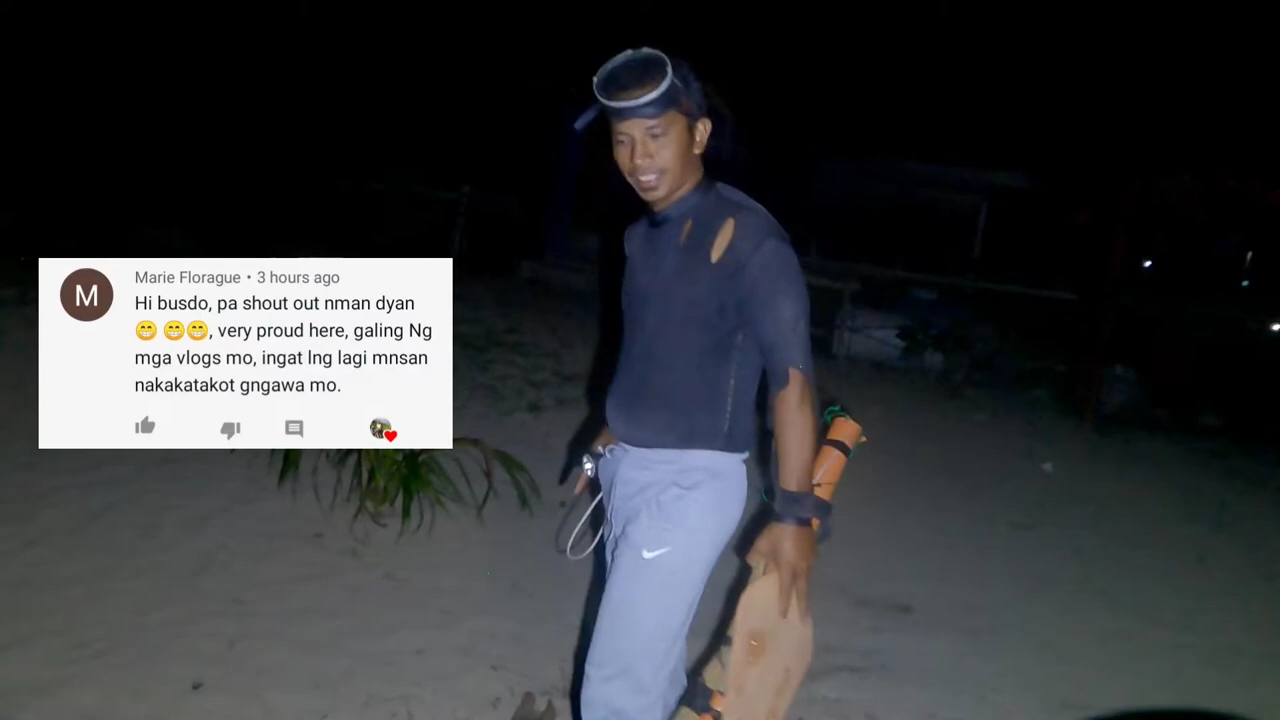 Marie Florague • 3 hours ago
Hi busdo, pa shout out nman dyan
😁 😁😁, very proud here, galing Ng
mga vlogs mo, ingat lng lagi mnsan
nakakatakot gngawa mo.
M